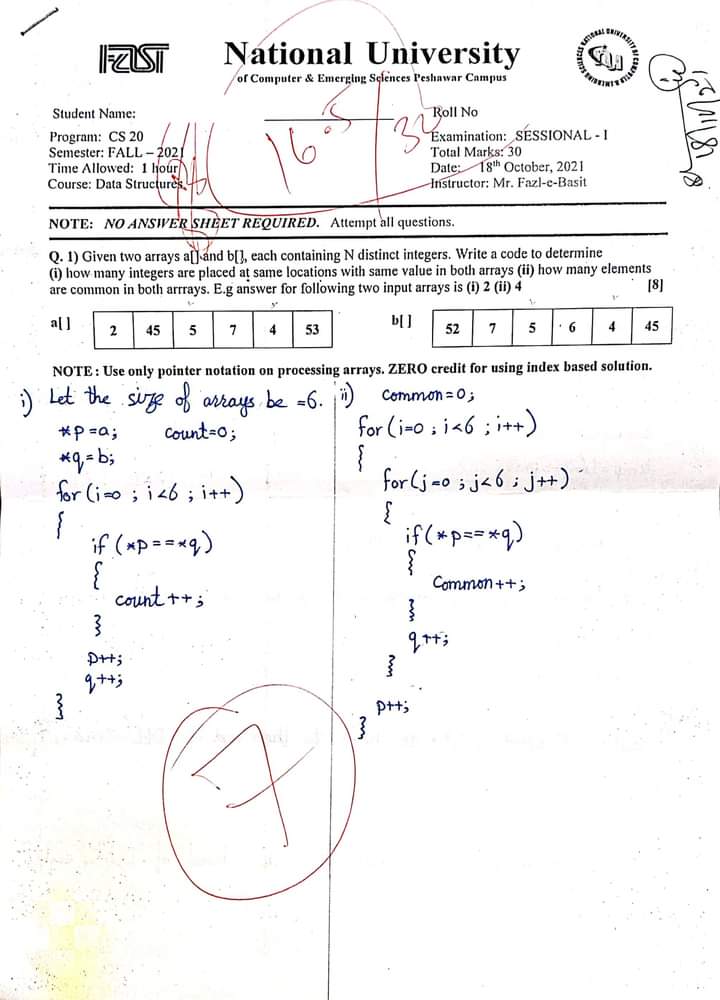 FAST
National University
of Computer & Emerging Sciences Peshawar Campus
Student Name:
Roll No
Program: CS 20
Examination: SESSIONAL - I
Semester: FALL – 2021
Total Marks: 30
Time Allowed: 1 hour
Date: 18th October, 2021
Course: Data Structures
Instructor: Mr. Fazl-e-Basit
16.5
30
NOTE: NO ANSWER SHEET REQUIRED. Attempt all questions.
Q. 1) Given two arrays a[] and b[], each containing N distinct integers. Write a code to determine
(i) how many integers are placed at same locations with same value in both arrays (ii) how many elements
are common in both arrrays. E.g answer for following two input arrays is (i) 2 (ii) 4 [8]
a[ ] 2 45 5 7 4 53
b[ ] 52 7 5 6 4 45
NOTE : Use only pointer notation on processing arrays. ZERO credit for using index based solution.
i) Let the size of arrays be =6.
*p=a; count=0;
*q=b;
for(i=0 ; i<6 ; i++)
{
if (*p==*q)
{
count++;
}
p++;
q++;
}
ii) common=0;
for(i=0 ; i<6 ; i++)
{
for(j=0 ; j<6 ; j++)
{
if(*p==*q)
{
Common++;
}
q++;
}
p++;
}
7